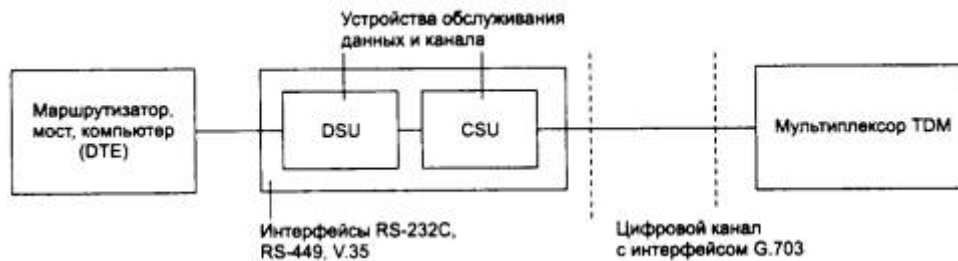 Устройства обслуживания
данных и канала
Маршрутизатор,
мост, компьютер
(DTE)
DSU
CSU
Мультиплексор TDM
Интерфейсы RS-232C,
RS-449, V.35
Цифровой канал
с интерфейсом G.703